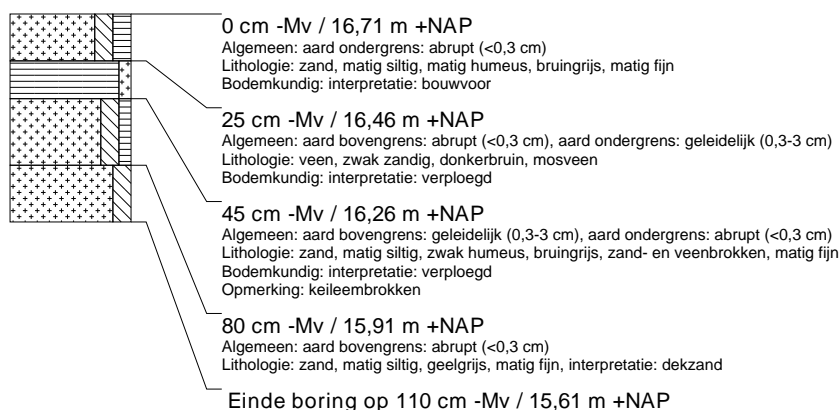 0 cm -Mv / 16,71 m +NAP
Algemeen: aard ondergrens: abrupt (<0,3 cm)
Lithologie: zand, matig siltig, matig humeus, bruingrijs, matig fijn
Bodemkundig: interpretatie: bouwvoor
25 cm -Mv / 16,46 m +NAP
Algemeen: aard bovengrens: abrupt (<0,3 cm), aard ondergrens: geleidelijk (0,3-3 cm)
Lithologie: veen, zwak zandig, donkerbruin, mosveen
Bodemkundig: interpretatie: verploegd
45 cm -Mv / 16,26 m +NAP
Algemeen: aard bovengrens: geleidelijk (0,3-3 cm), aard ondergrens: abrupt (<0,3 cm)
Lithologie: zand, matig siltig, zwak humeus, bruingrijs, zand- en veenbrokken, matig fijn
Bodemkundig: interpretatie: verploegd
Opmerking: keileembrokken
80 cm -Mv / 15,91 m +NAP
Algemeen: aard bovengrens: abrupt (<0,3 cm)
Lithologie: zand, matig siltig, geelgrijs, matig fijn, interpretatie: dekzand
Einde boring op 110 cm -Mv / 15,61 m +NAP